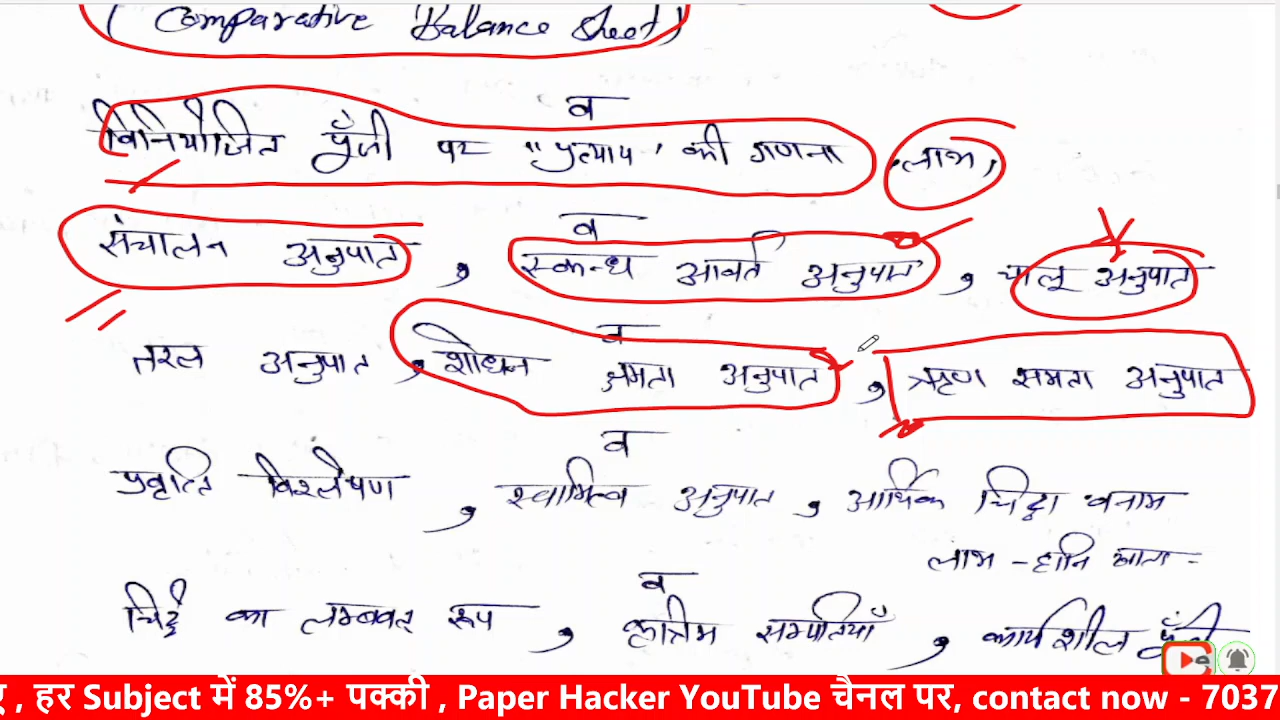 ( Comparative Balance Sheet)
व
विनियोजित पूँजी पर "प्रत्याय" की गणना लाभ,
व
संचालन अनुपात , स्कन्ध आवर्त अनुपात , चालू अनुपात
व
तरल अनुपात , शोधन क्षमता अनुपात , ऋण क्षमता अनुपात
व
प्रवृत्ति विश्लेषण , स्वामित्व अनुपात , आर्थिक चिट्ठा बनाम
लाभ - हानि खाता -
व
चिट्ठे का लम्बवत् रूप , कृत्रिम सम्पतियाँ , कार्यशील पूँजी
, हर Subject में 85%+ पक्की , Paper Hacker YouTube चैनल पर, contact now - 7037